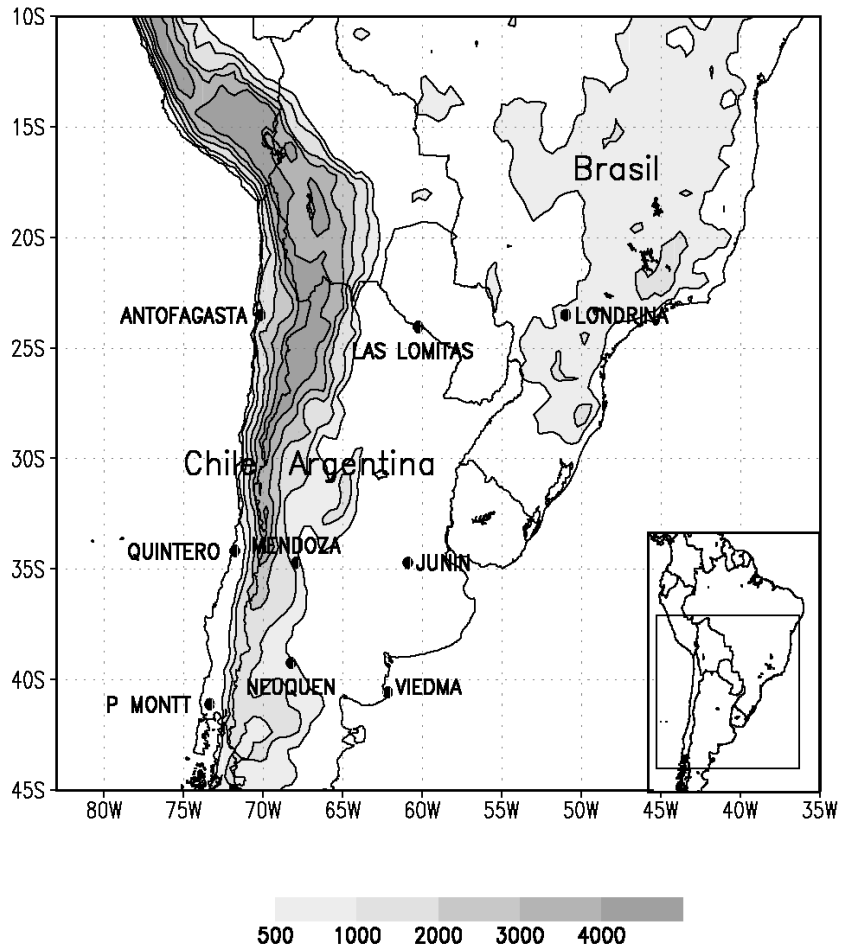 10S
15S
Brasil
20S
ANTOFAGASTA
LONDRINA
25S
LAS LOMITAS
30S
Chile Argentina
QUINTERO
MENDOZA
35S
JUNIN
40S
NEUQUEN
VIEDMA
P MONTT
45S
80W 75W 70W 65W 60W 55W 50W 45W 40W 35W
500 1000 2000 3000 4000